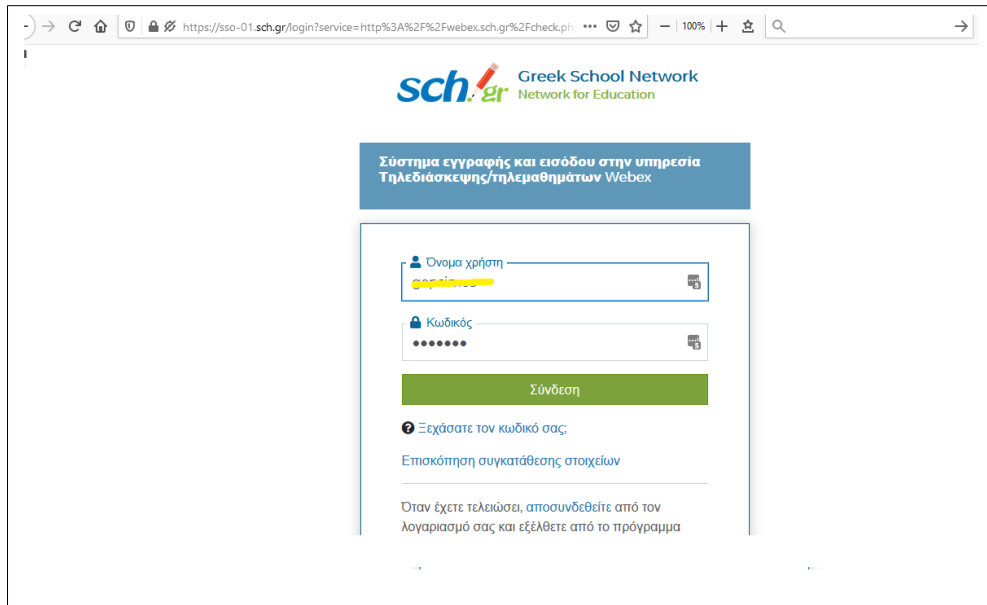 https://sso-01.sch.gr/login?service=http%3A%2F%2Fwebex.sch.gr%2Fcheck.ph
100%
sch.gr
Greek School Network
Network for Education
Σύστημα εγγραφής και εισόδου στην υπηρεσία
Τηλεδιάσκεψης/τηλεμαθημάτων Webex
Όνομα χρήστη
Κωδικός
Σύνδεση
Ξεχάσατε τον κωδικό σας;
Επισκόπηση συγκατάθεσης στοιχείων
Όταν έχετε τελειώσει, αποσυνδεθείτε από τον
λογαριασμό σας και εξέλθετε από το πρόγραμμα